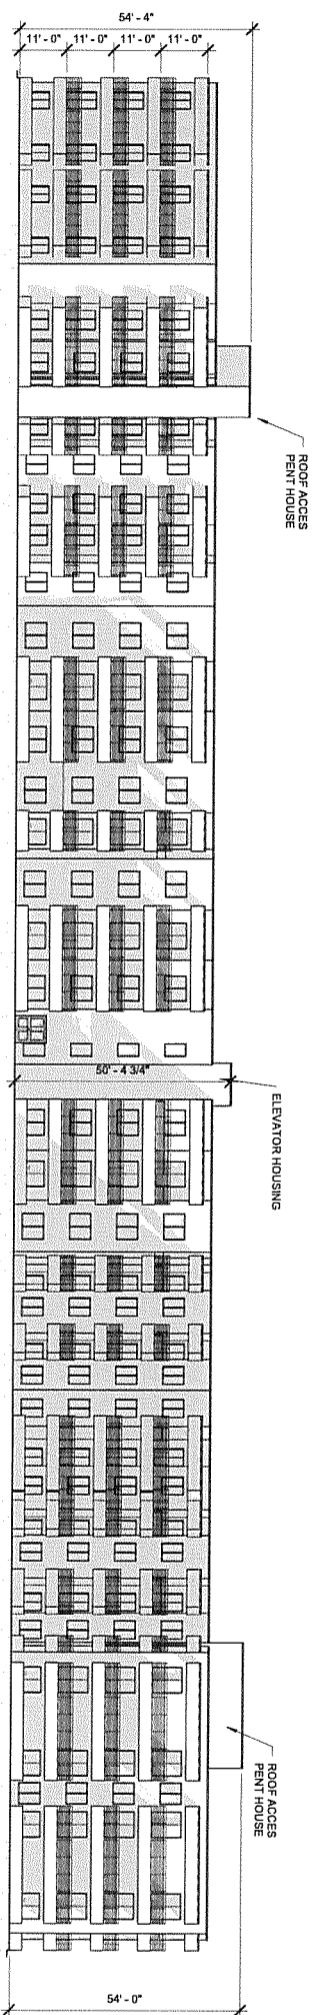 54' - 4"
11' - 0"
11' - 0"
11' - 0"
11' - 0"
ROOF ACCES
PENT HOUSE
50' - 4 3/4"
ELEVATOR HOUSING
ROOF ACCES
PENT HOUSE
54' - 0"